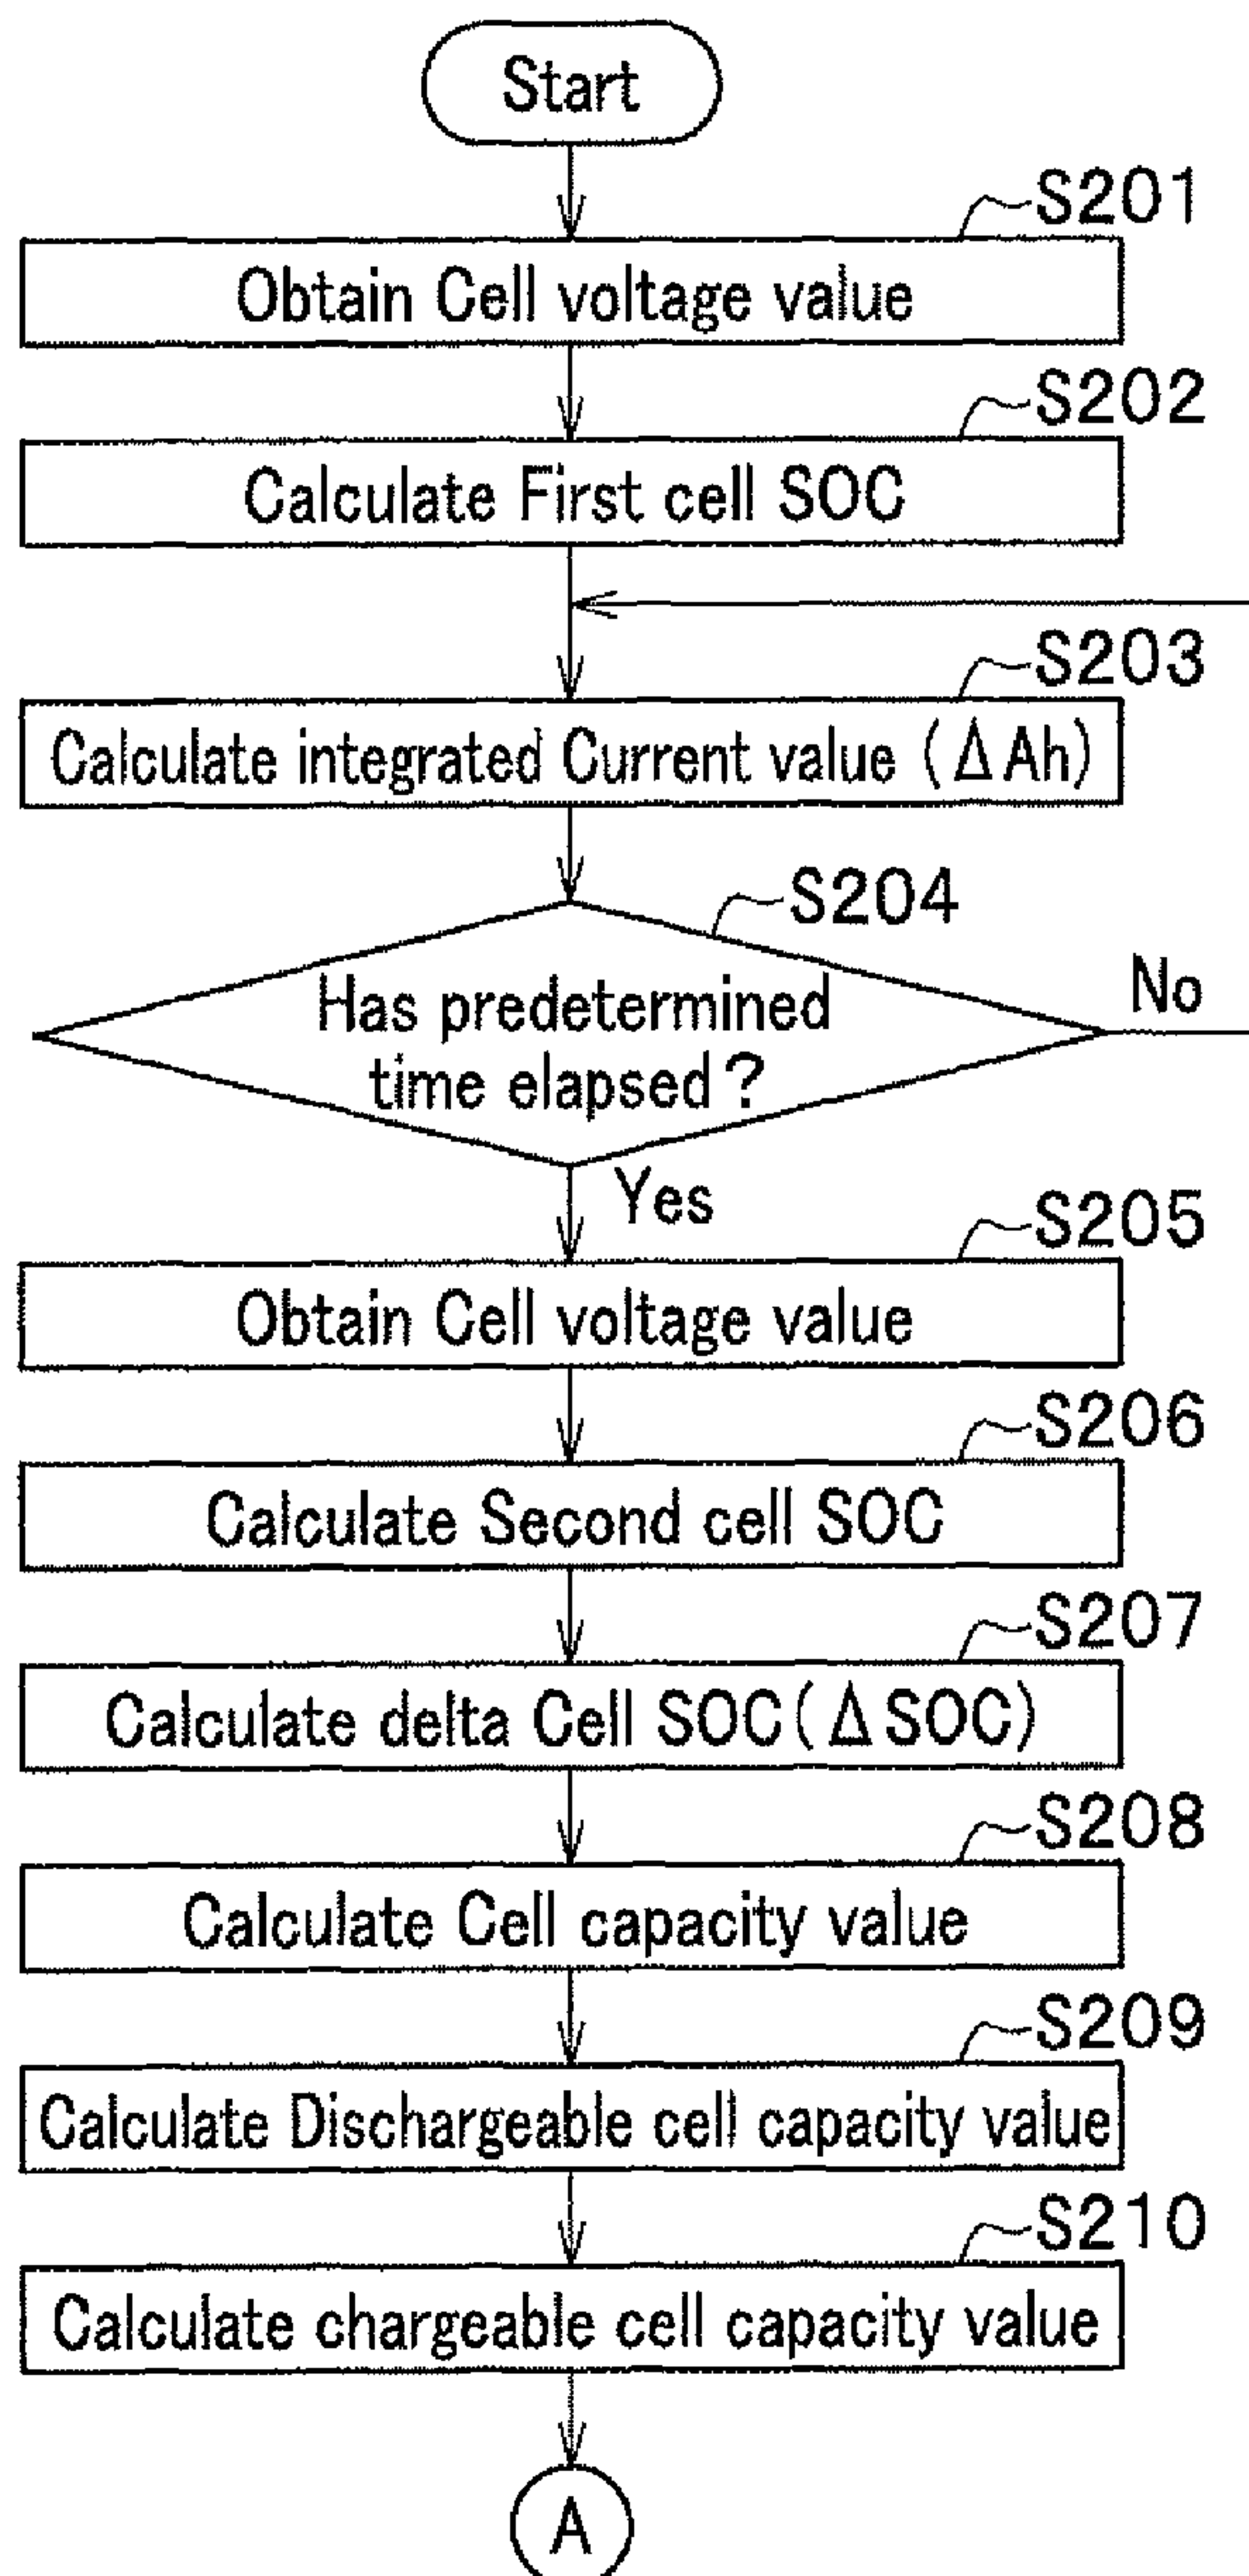 Start
S201
Obtain Cell voltage value
S202
Calculate First cell SOC
S203
Calculate integrated Current value (ΔAh)
S204
Has predetermined
time elapsed?
No
Yes
S205
Obtain Cell voltage value
S206
Calculate Second cell SOC
S207
Calculate delta Cell SOC(ΔSOC)
S208
Calculate Cell capacity value
S209
Calculate Dischargeable cell capacity value
S210
Calculate chargeable cell capacity value
A